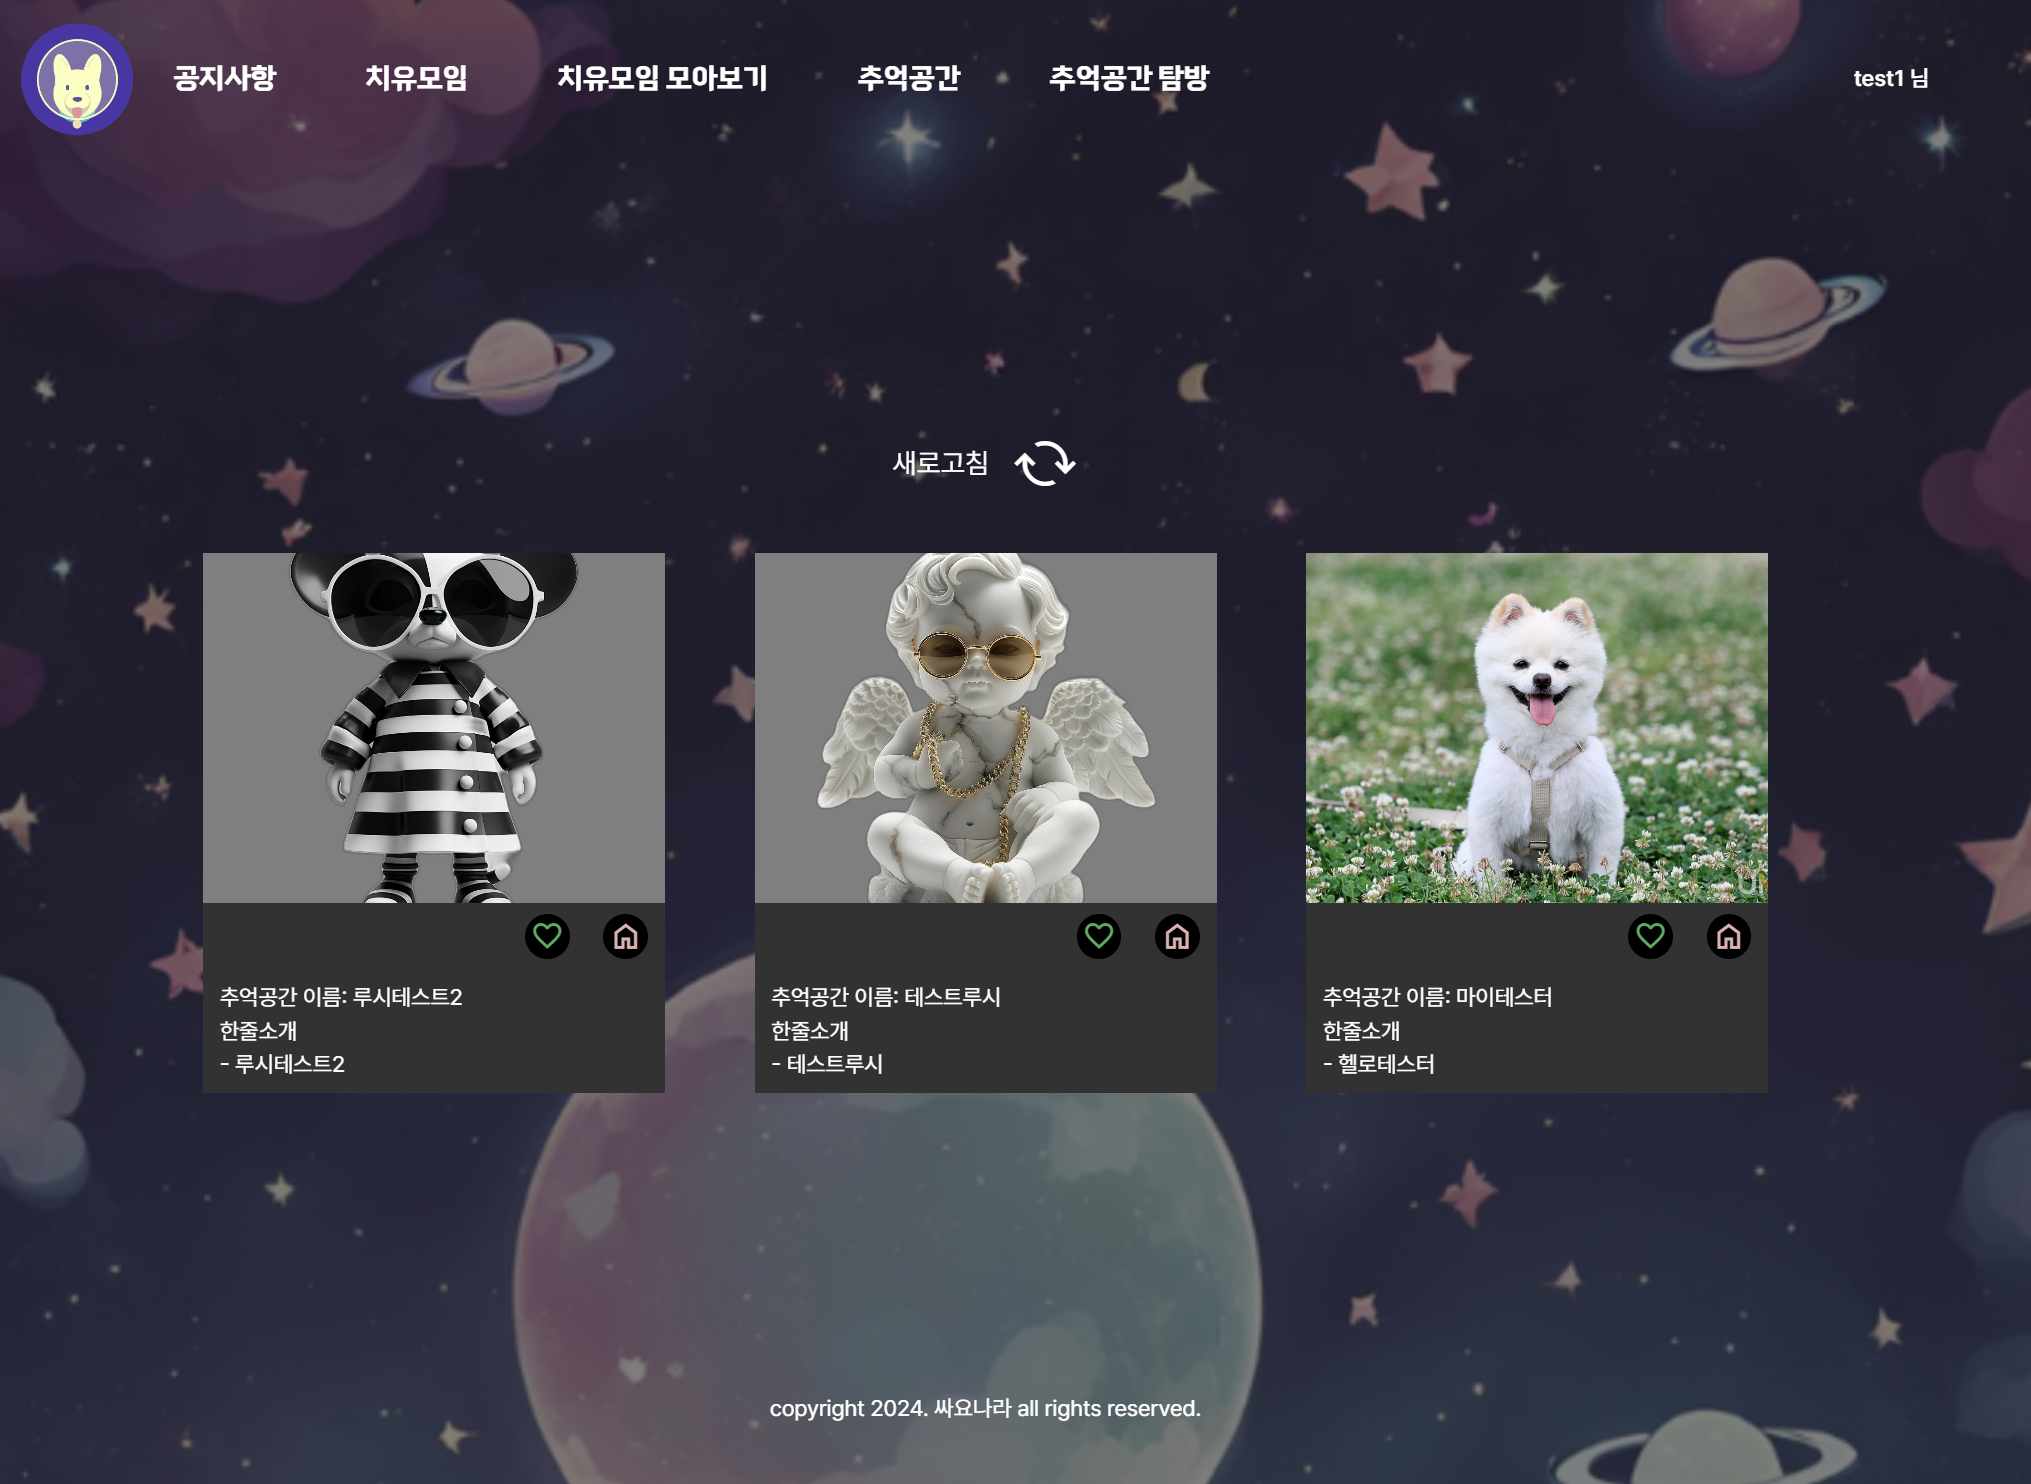 공지사항
치유모임
치유모임 모아보기
추억공간
추억공간 탐방
test1 님
새로고침
추억공간 이름: 루시테스트2
한줄소개
- 루시테스트2
추억공간 이름: 테스트루시
한줄소개
- 테스트루시
추억공간 이름: 마이테스터
한줄소개
- 헬로테스터
copyright 2024. 싸요나라 all rights reserved.